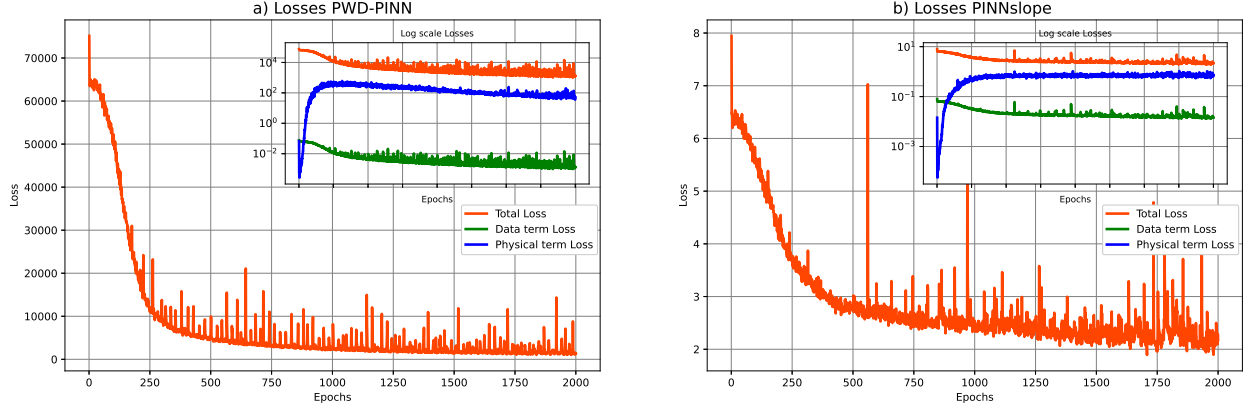 a) Losses PWD-PINN
Loss
70000
60000
50000
40000
30000
20000
10000
0
0 250 500 750 1000 1250 1500 1750 2000
Epochs
Log scale Losses
10^4
10^2
10^0
10^-2
Epochs
Total Loss
Data term Loss
Physical term Loss
b) Losses PINNslope
Loss
8
7
6
5
4
3
2
0 250 500 750 1000 1250 1500 1750 2000
Epochs
Log scale Losses
10^1
10^-1
10^-3
Epochs
Total Loss
Data term Loss
Physical term Loss